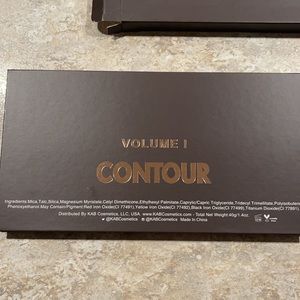 VOLUME I
CONTOUR
Ingredients:Mica,Talc,Silica,Magnesium Myristate,Cetyl Dimethicone,Ethylhexyl Palmitate,Caprylic/Capric Triglyceride,Tridecyl Trimellitate,Polyisobutene
Phenoxyethanol.May Contain/Pigment:Red Iron Oxide(CI 77491),Yellow Iron Oxide(CI 77492),Black Iron Oxide(CI 77499),Titanium Dioxide(CI 77891)
Distributed By KAB Cosmetics, LLC, USA . www.KABCosmetics.com - Total Net Weight:40g/1.4oz.
@KABCosmetics @KABCosmetics Made In China